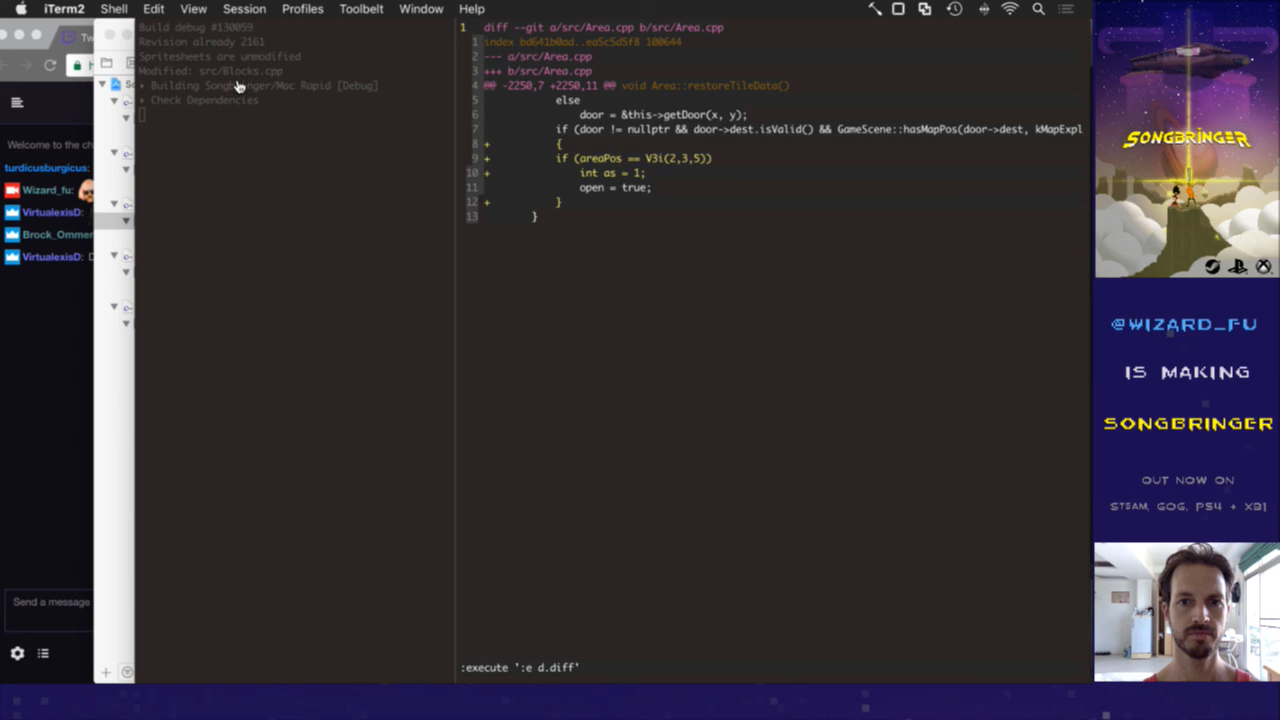 iTerm2 Shell Edit View Session Profiles Toolbelt Window Help
Tw
h
So
Welcome to the ch
turdicusburgicus:
Wizard_fu:
VirtualexisD:
Brock_Ommer
VirtualexisD: D
Send a message
Build debug #130059
Revision already 2161
Spritesheets are unmodified
Modified: src/Blocks.cpp
Building Songbringer/Mac Rapid [Debug]
Check Dependencies
1 diff --git a/src/Area.cpp b/src/Area.cpp
1 index bd641b0ad..ea5c5d5f8 100644
2 --- a/src/Area.cpp
3 +++ b/src/Area.cpp
4 @@ -2250,7 +2250,11 @@ void Area::restoreTileData()
5 else
6 door = &this->getDoor(x, y);
7 if (door != nullptr && door->dest.isValid() && GameScene::hasMapPos(door->dest, kMapExpl
8 + {
9 + if (areaPos == V3i(2,3,5))
10 + int as = 1;
11 open = true;
12 + }
13 }
:execute ':e d.diff'
SONGBRINGER
@WIZARD_FU
IS MAKING
SONGBRINGER
OUT NOW ON
STEAM, GOG, PS4 + XB1